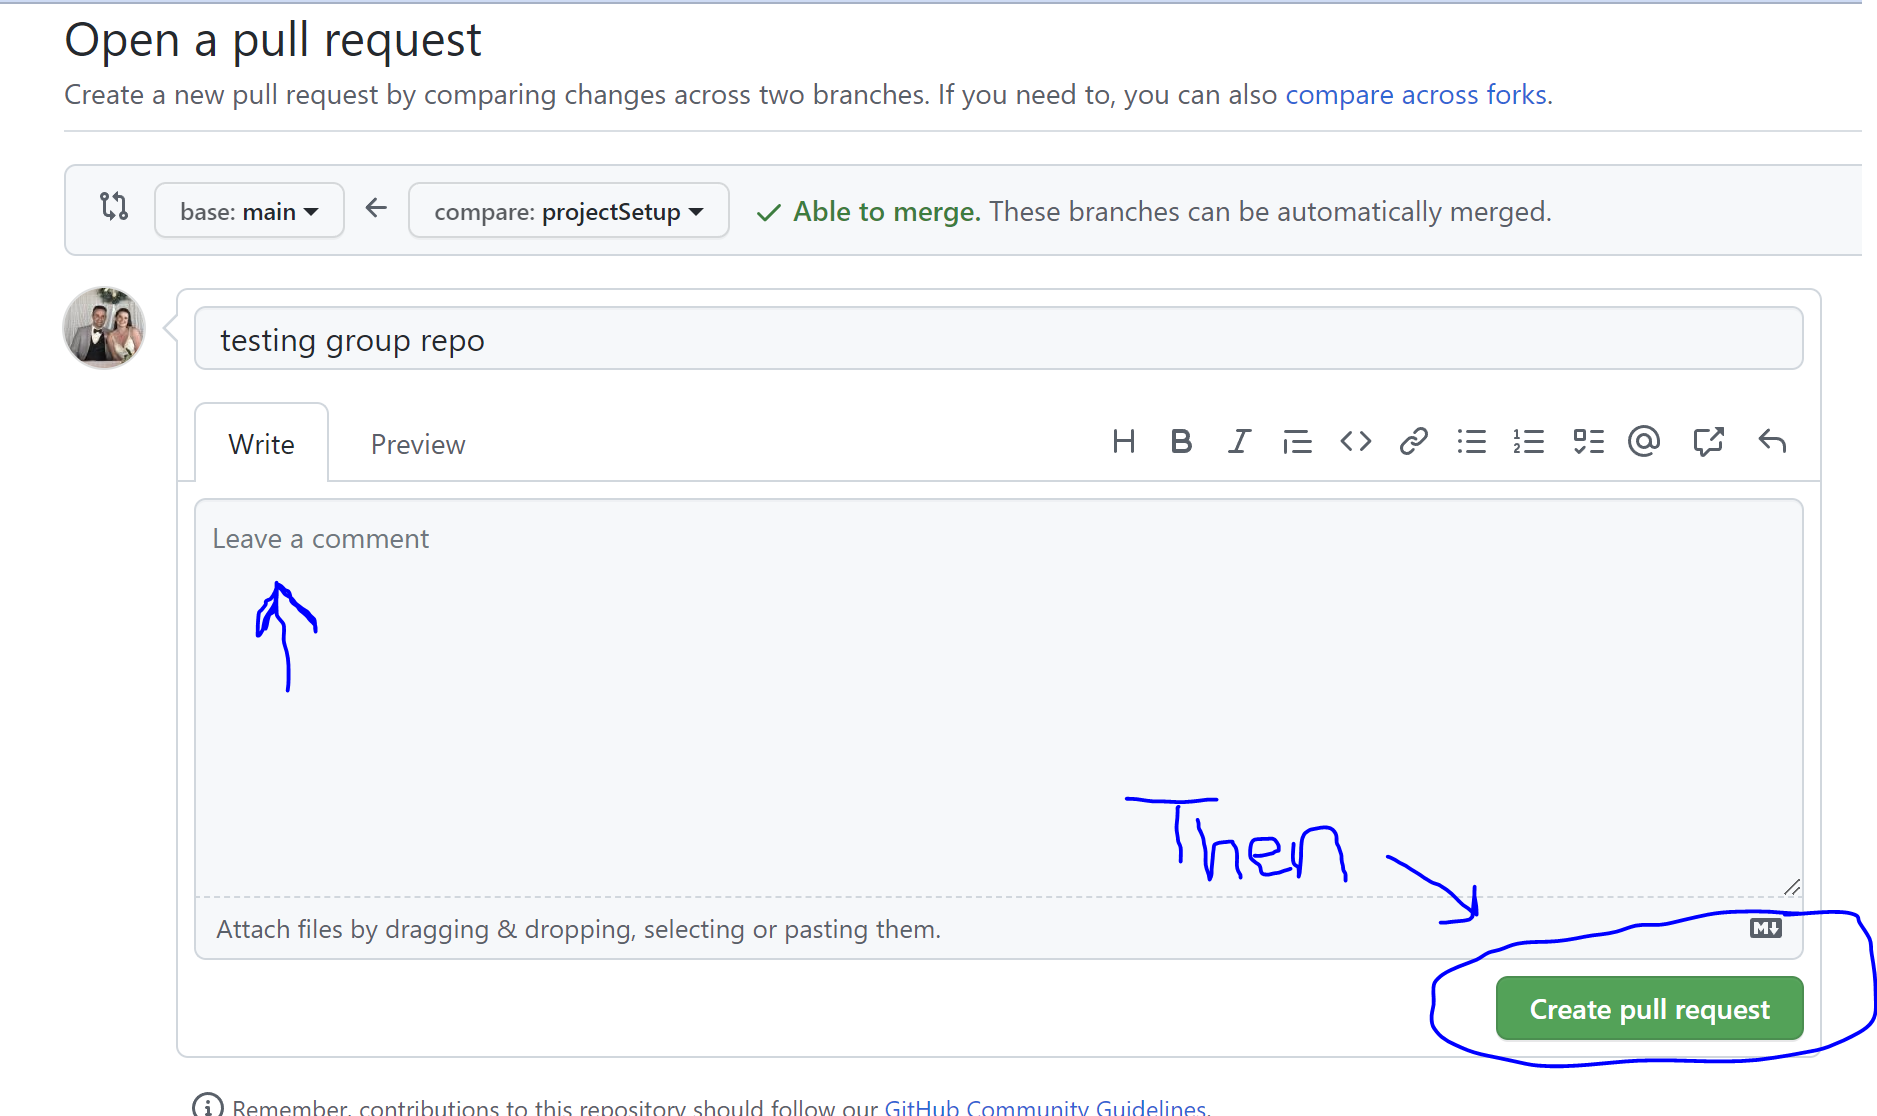 Open a pull request
Create a new pull request by comparing changes across two branches. If you need to, you can also compare across forks.
base: main compare: projectSetup Able to merge. These branches can be automatically merged.
testing group repo
Write Preview H B I
Leave a comment
Then
Attach files by dragging & dropping, selecting or pasting them. M
Create pull request
Remember, contributions to this repository should follow our GitHub Community Guidelines.